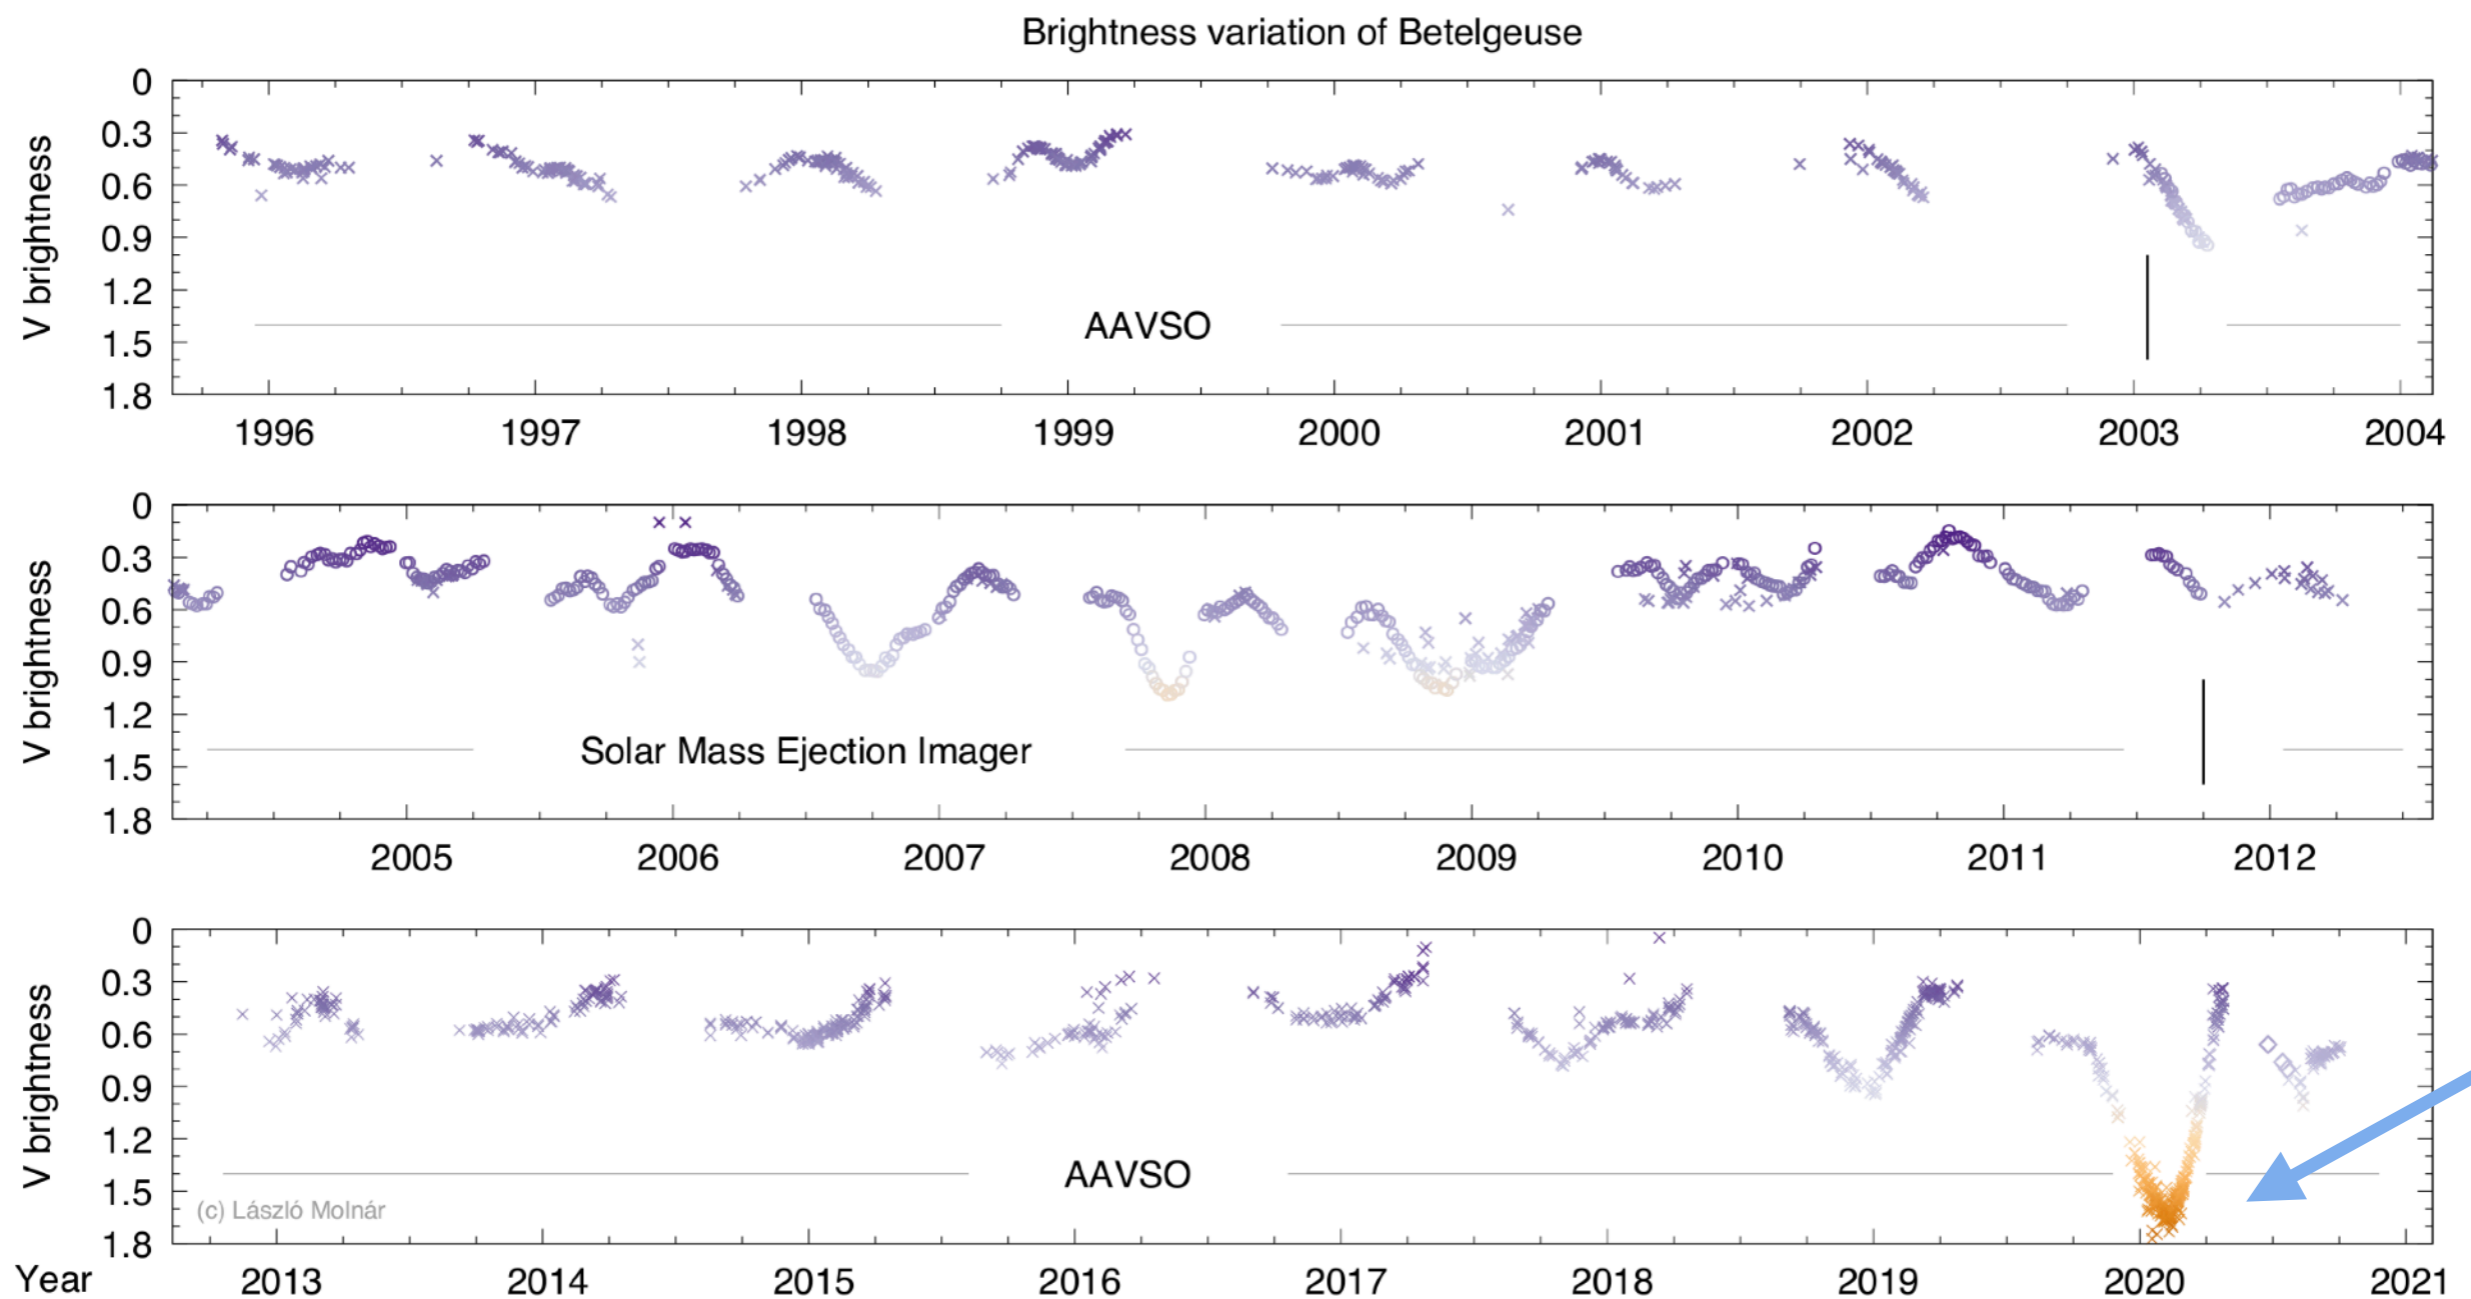 Brightness variation of Betelgeuse
V brightness
0
0.3
0.6
0.9
1.2
1.5
1.8
AAVSO
1996 1997 1998 1999 2000 2001 2002 2003 2004
V brightness
0
0.3
0.6
0.9
1.2
1.5
1.8
Solar Mass Ejection Imager
2005 2006 2007 2008 2009 2010 2011 2012
V brightness
0
0.3
0.6
0.9
1.2
1.5
1.8
AAVSO
(c) László Molnár
Year 2013 2014 2015 2016 2017 2018 2019 2020 2021